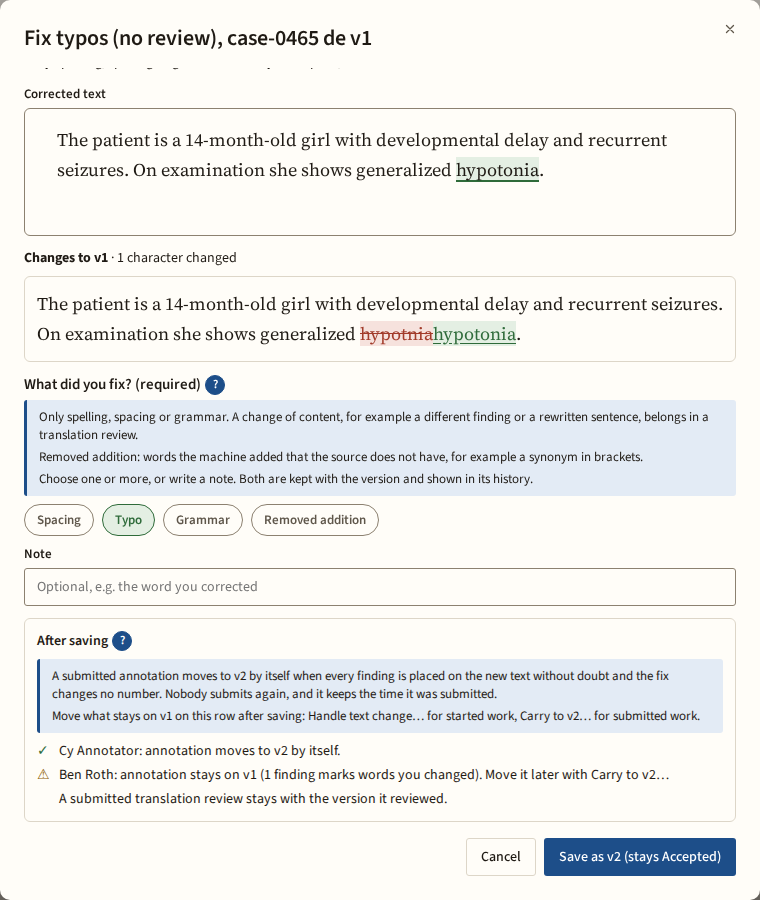 Fix typos (no review), case-0465 de v1
×
Corrected text
The patient is a 14-month-old girl with developmental delay and recurrent
seizures. On examination she shows generalized hypotonia.
Changes to v1 · 1 character changed
The patient is a 14-month-old girl with developmental delay and recurrent seizures.
On examination she shows generalized hypotniahypotonia.
What did you fix? (required) ?
Only spelling, spacing or grammar. A change of content, for example a different finding or a rewritten sentence, belongs in a
translation review.
Removed addition: words the machine added that the source does not have, for example a synonym in brackets.
Choose one or more, or write a note. Both are kept with the version and shown in its history.
Spacing Typo Grammar Removed addition
Note
Optional, e.g. the word you corrected
After saving ?
A submitted annotation moves to v2 by itself when every finding is placed on the new text without doubt and the fix
changes no number. Nobody submits again, and it keeps the time it was submitted.
Move what stays on v1 on this row after saving: Handle text change… for started work, Carry to v2… for submitted work.
✓ Cy Annotator: annotation moves to v2 by itself.
⚠ Ben Roth: annotation stays on v1 (1 finding marks words you changed). Move it later with Carry to v2…
A submitted translation review stays with the version it reviewed.
Cancel Save as v2 (stays Accepted)